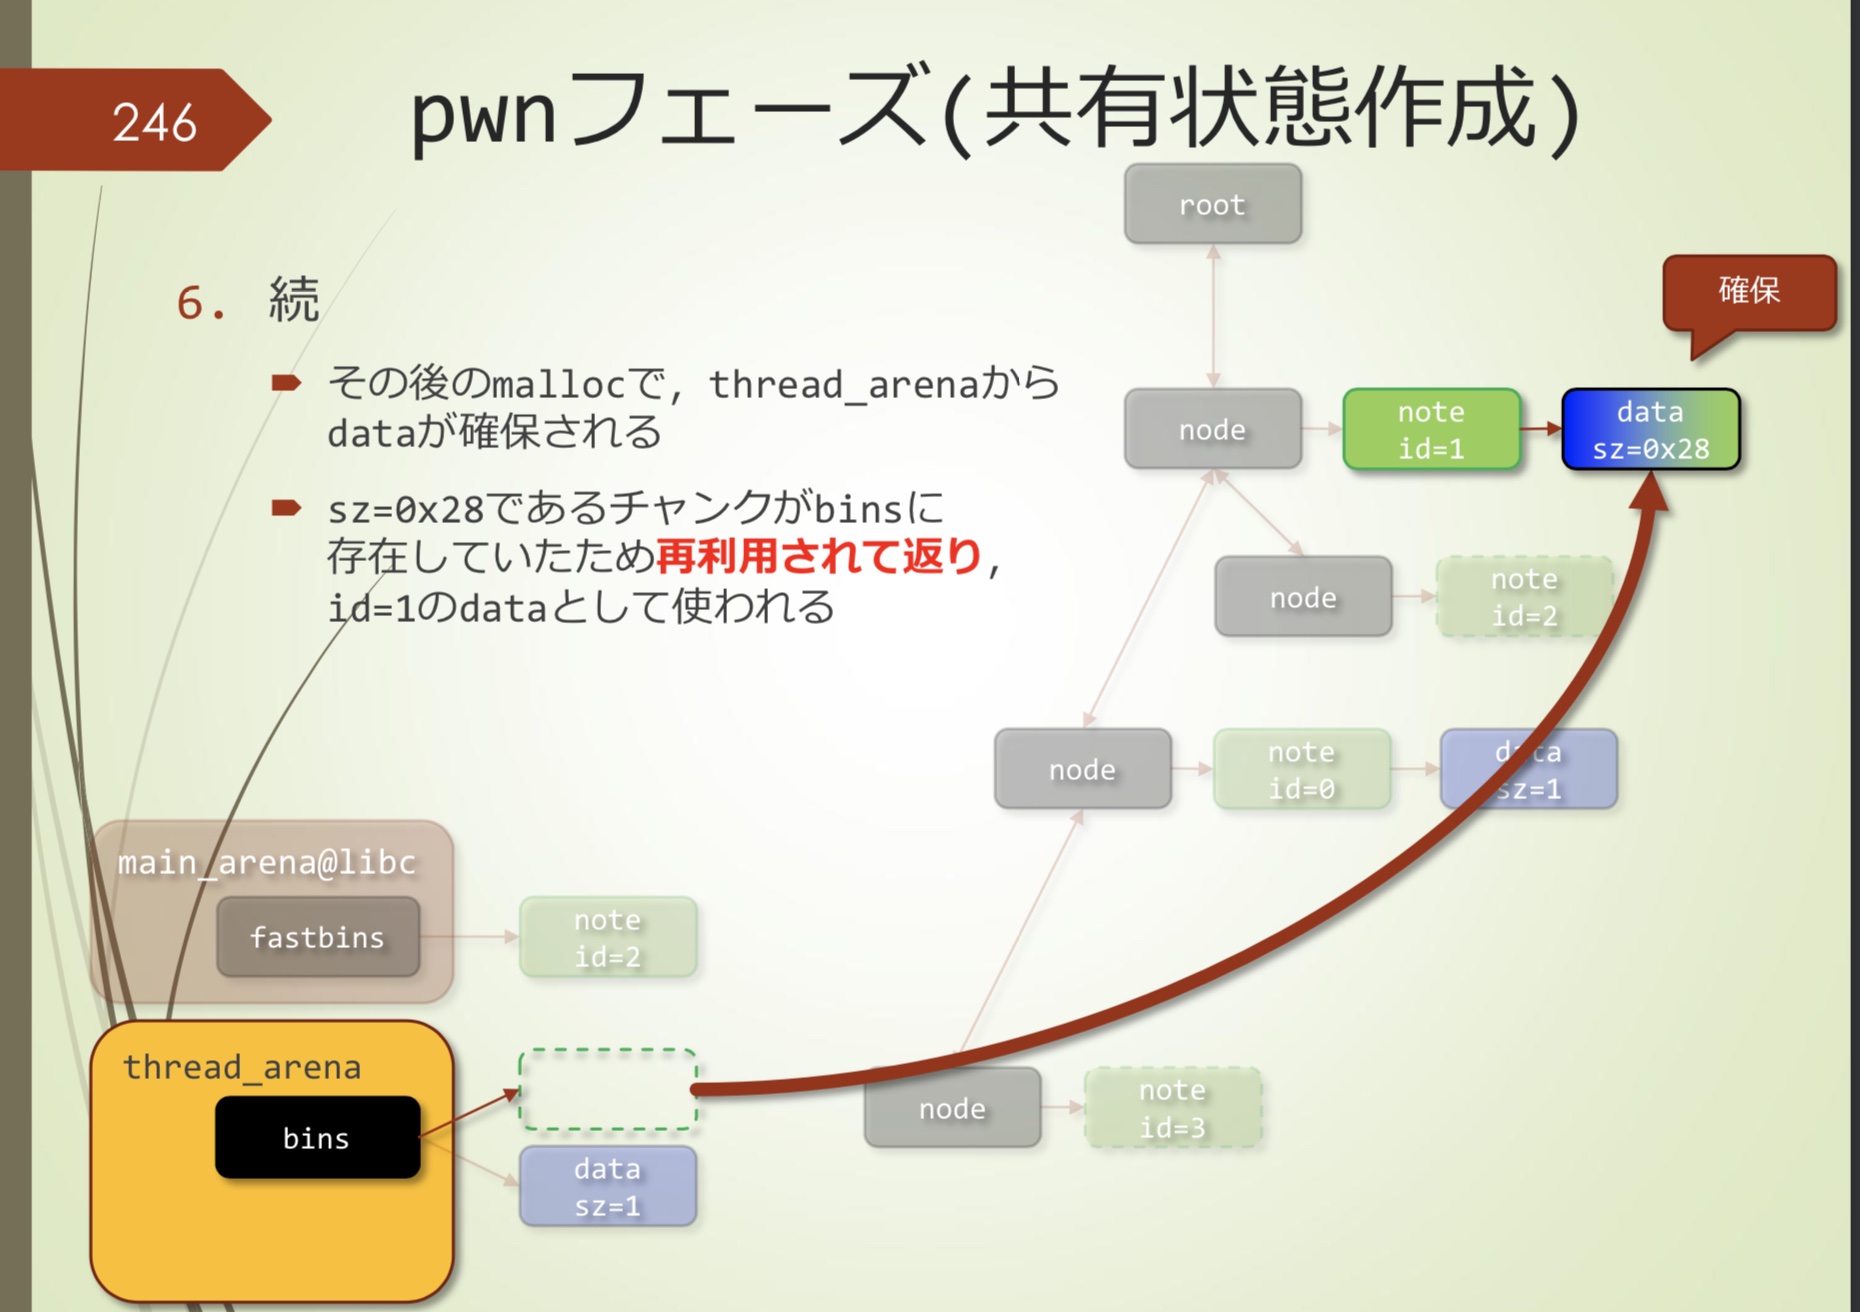 246
pwnフェーズ(共有状態作成)
6. 続
その後のmallocで, thread_arenaから
dataが確保される
sz=0x28であるチャンクがbinsに
存在していたため再利用されて返り,
id=1のdataとして使われる
root
確保
node
note
id=1
data
sz=0x28
node
note
id=2
node
note
id=0
data
sz=1
main_arena@libc
fastbins
note
id=2
thread_arena
bins
data
sz=1
node
note
id=3